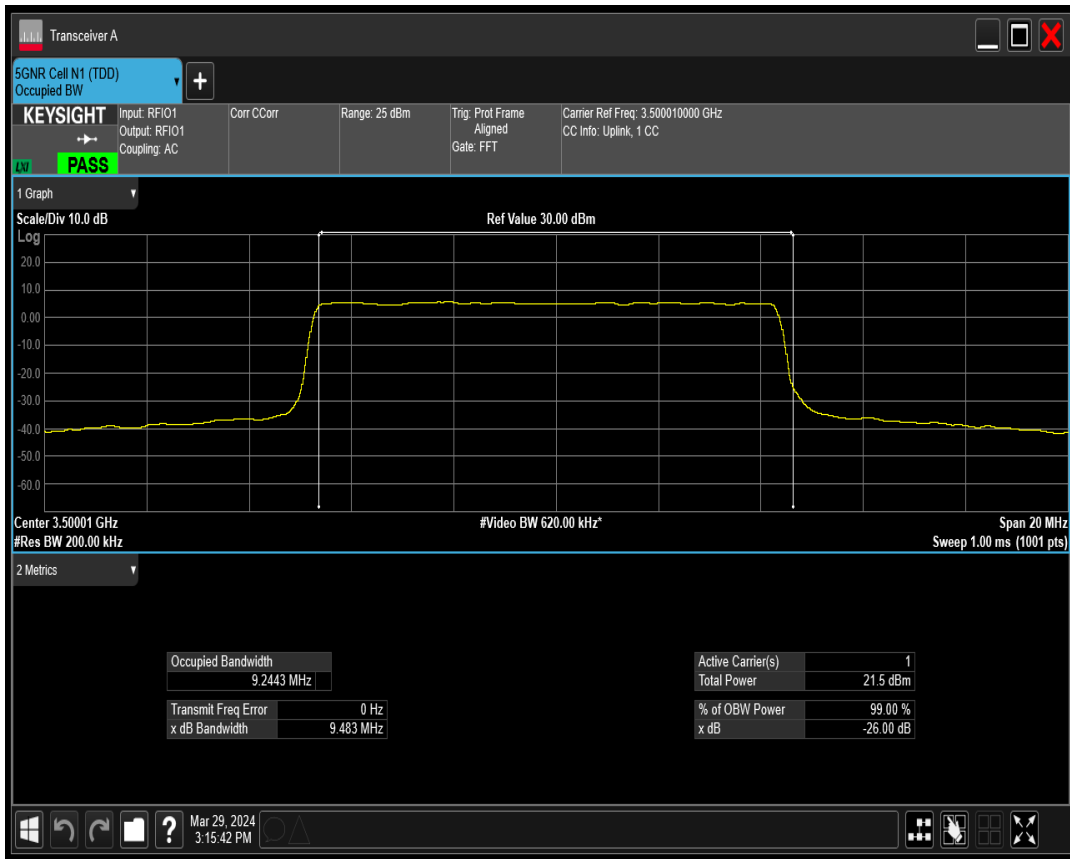 Transceiver A
5GNR Cell N1 (TDD)
Occupied BW
+
KEYSIGHT
LXI
PASS
Input: RFIO1
Output: RFIO1
Coupling: AC
Corr CCorr
Range: 25 dBm
Trig: Prot Frame
Aligned
Gate: FFT
Carrier Ref Freq: 3.500010000 GHz
CC Info: Uplink, 1 CC
1 Graph
Scale/Div 10.0 dB
Ref Value 30.00 dBm
Log
20.0
10.0
0.00
-10.0
-20.0
-30.0
-40.0
-50.0
-60.0
Center 3.50001 GHz
#Video BW 620.00 kHz*
Span 20 MHz
#Res BW 200.00 kHz
Sweep 1.00 ms (1001 pts)
2 Metrics
Occupied Bandwidth
9.2443 MHz
Transmit Freq Error 0 Hz
x dB Bandwidth 9.483 MHz
Active Carrier(s) 1
Total Power 21.5 dBm
% of OBW Power 99.00 %
x dB -26.00 dB
?
Mar 29, 2024
3:15:42 PM